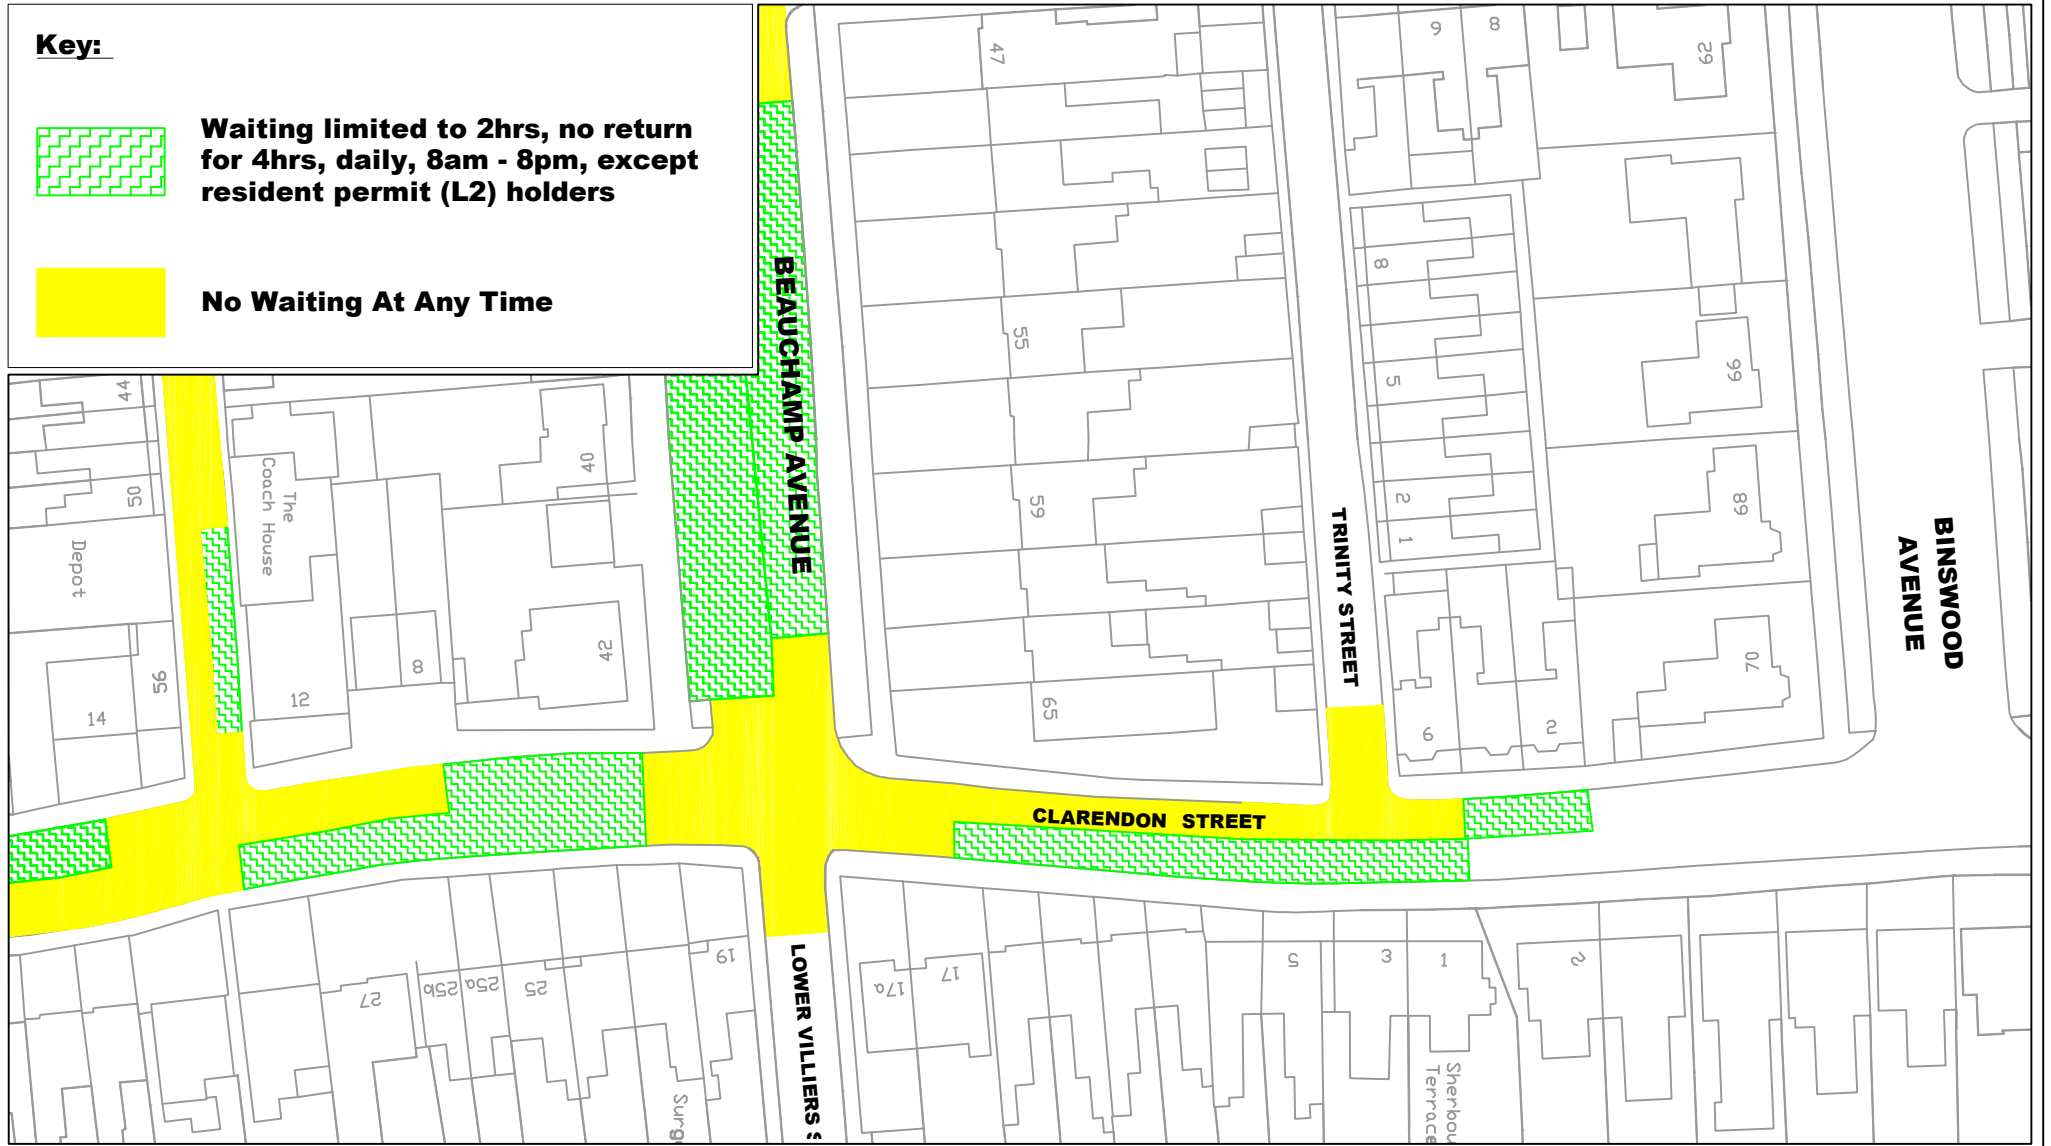 Key:
Waiting limited to 2hrs, no return
for 4hrs, daily, 8am - 8pm, except
resident permit (L2) holders
No Waiting At Any Time
BEAUCHAMP AVENUE
TRINITY STREET
BINSWOOD
AVENUE
CLARENDON STREET
LOWER VILLIERS S
44
50
Depot
56
14
The
Coach House
12
8
40
42
47
55
59
65
9
8
62
8
5
2
1
66
68
70
6
2
27
25b
25a
25
19
Surg
17a
17
5
3
1
2
Sherbou
Terrace